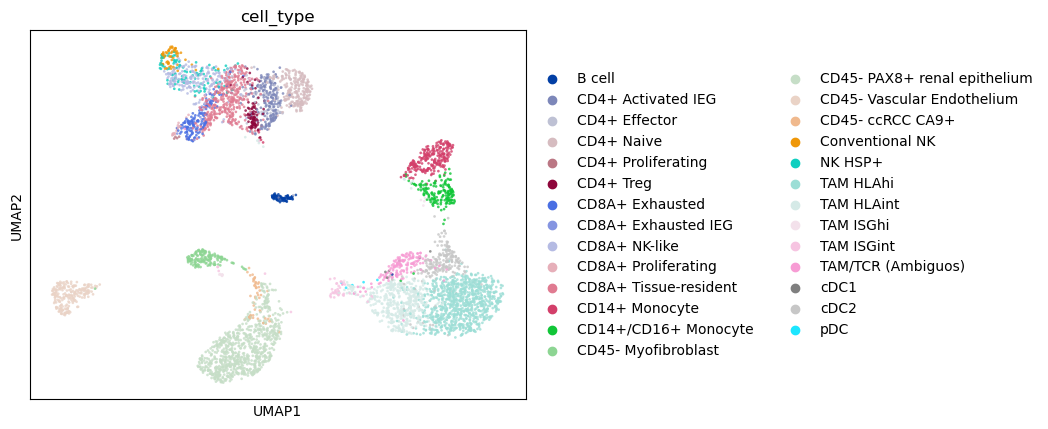 cell_type
UMAP2
UMAP1
B cell
CD4+ Activated IEG
CD4+ Effector
CD4+ Naive
CD4+ Proliferating
CD4+ Treg
CD8A+ Exhausted
CD8A+ Exhausted IEG
CD8A+ NK-like
CD8A+ Proliferating
CD8A+ Tissue-resident
CD14+ Monocyte
CD14+/CD16+ Monocyte
CD45- Myofibroblast
CD45- PAX8+ renal epithelium
CD45- Vascular Endothelium
CD45- ccRCC CA9+
Conventional NK
NK HSP+
TAM HLAhi
TAM HLAint
TAM ISGhi
TAM ISGint
TAM/TCR (Ambiguos)
cDC1
cDC2
pDC